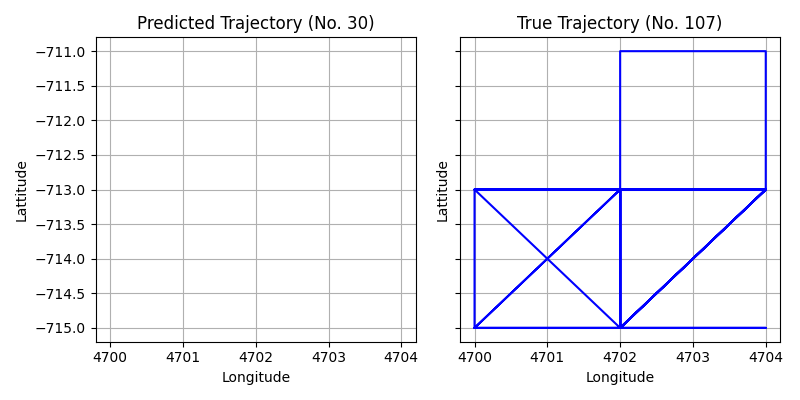 Predicted Trajectory (No. 30)
True Trajectory (No. 107)
−711.0
−711.5
−712.0
−712.5
−713.0
−713.5
−714.0
−714.5
−715.0
Lattitude
Lattitude
4700 4701 4702 4703 4704
4700 4701 4702 4703 4704
Longitude
Longitude